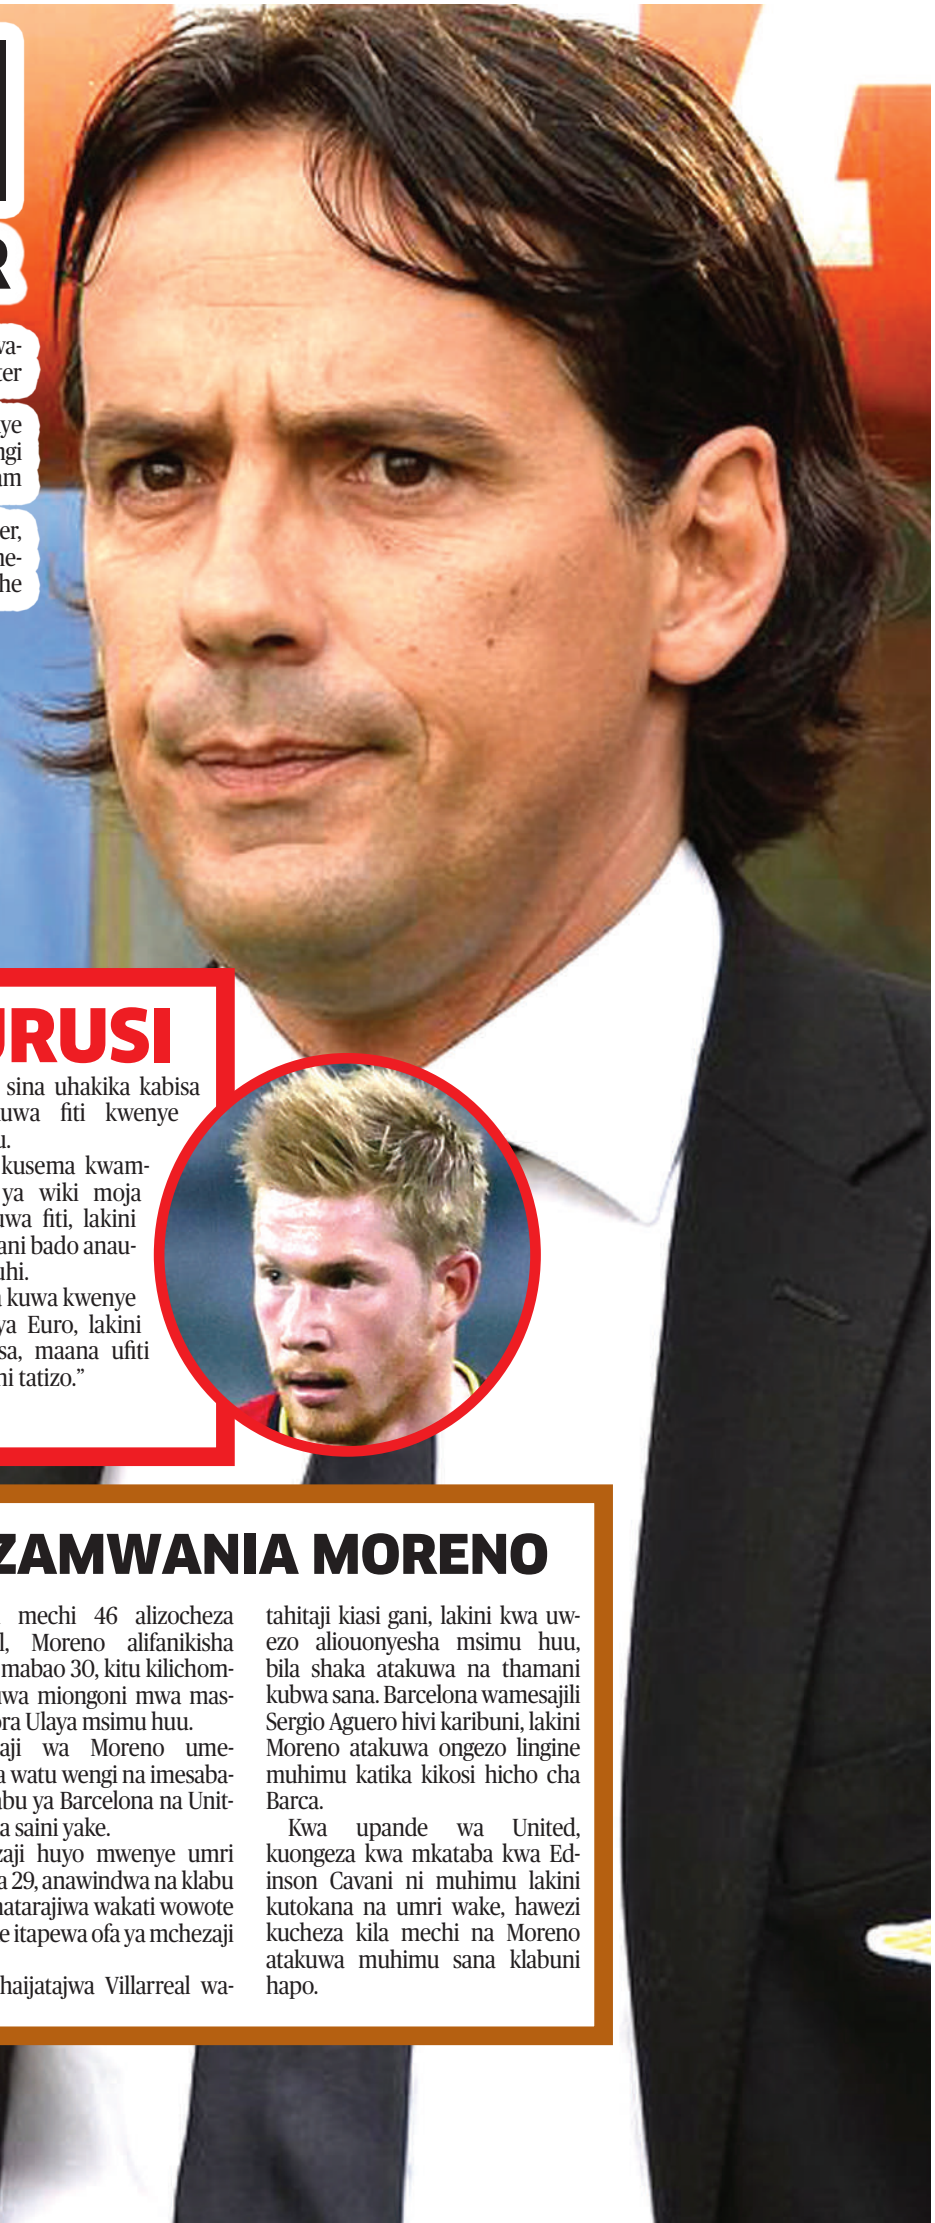 R
wa-
ter
ye
ngi
am
er,
ne-
he
URUSI
sina uhakika kabisa
uwa fiti kwenye
u.
kusema kwam-
ya wiki moja
uwa fiti, lakini
ani bado anau-
uhi.
a kuwa kwenye
ya Euro, lakini
sa, maana ufiti
ni tatizo.”
ZAMWANIA MORENO
mechi 46 alizocheza
l, Moreno alifanikisha
mabao 30, kitu kilichom-
uwa miongoni mwa mas-
ora Ulaya msimu huu.
aji wa Moreno ume-
a watu wengi na imesaba-
abu ya Barcelona na Unit-
a saini yake.
zaji huyo mwenye umri
a 29, anawindwa na klabu
natarajiwa wakati wowote
e itapewa ofa ya mchezaji
haijatajwa Villarreal wa-
tahitaji kiasi gani, lakini kwa uw-
ezo aliouonyesha msimu huu,
bila shaka atakuwa na thamani
kubwa sana. Barcelona wamesajili
Sergio Aguero hivi karibuni, lakini
Moreno atakuwa ongezo lingine
muhimu katika kikosi hicho cha
Barca.
Kwa upande wa United,
kuongeza kwa mkataba kwa Ed-
inson Cavani ni muhimu lakini
kutokana na umri wake, hawezi
kucheza kila mechi na Moreno
atakuwa muhimu sana klabuni
hapo.